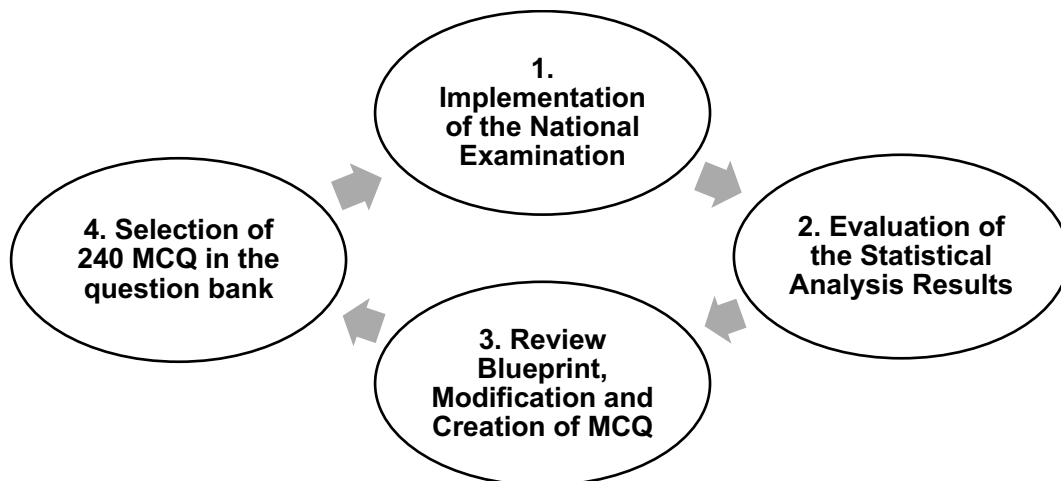 1.
Implementation
of the National
Examination
2. Evaluation of
the Statistical
Analysis Results
3. Review
Blueprint,
Modification and
Creation of MCQ
4. Selection of
240 MCQ in the
question bank